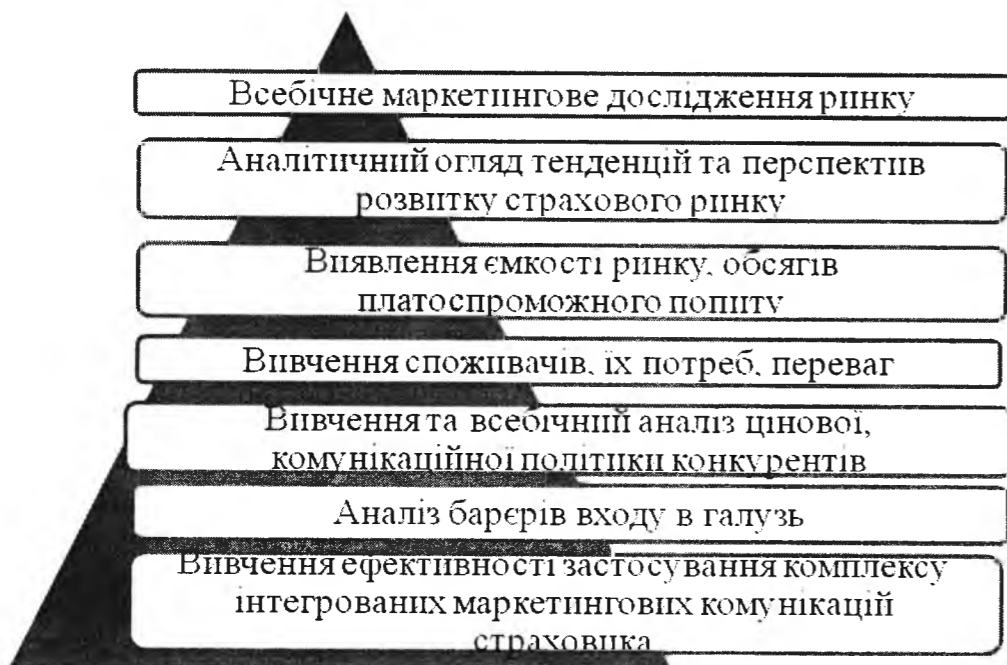 Всебічне маркетингове дослідження ринку
Аналітичний огляд тенденцій та перспектив
розвитку страхового ринку
Виявлення ємкості ринку, обсягів
платоспроможного попиту
Вивчення споживачів, їх потреб, переваг
Вивчення та всебічний аналіз цінової,
комунікаційної політики конкурентів
Аналіз барєрів входу в галузь
Вивчення ефективності застосування комплексу
інтегрованих маркетингових комунікацій
страховика